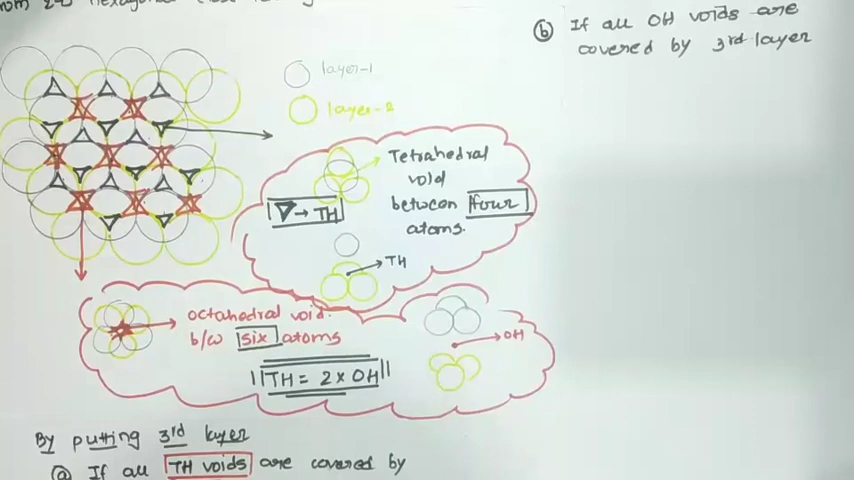 2-D Hexagonal
layer-1
layer-2
Tetrahedral
void
between four
atoms.
→ TH
TH
octahedral void.
b/w six atoms
OH
TH = 2 x OH
By putting 3rd layer
(a) If all TH voids are covered by
(b) If all OH voids are
covered by 3rd layer